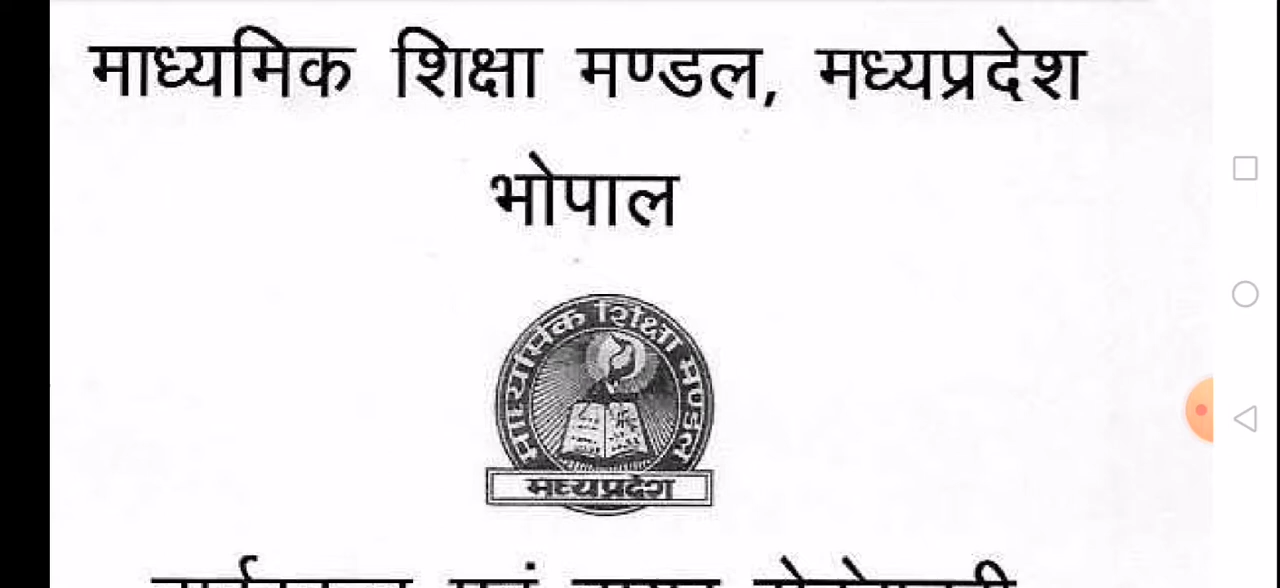 माध्यमिक शिक्षा मण्डल, मध्यप्रदेश
भोपाल
माध्यमिक शिक्षा मण्डल
मध्यप्रदेश